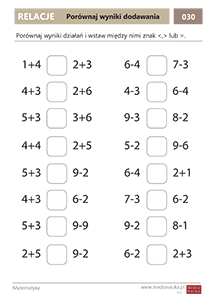 RELACJE Porównaj wyniki dodawania 030
Porównaj wyniki działań i wstaw między nimi znak <,> lub =.
1+4 2+3 6-4 7-3
4+3 2+6 6-4 6-2
5+3 3+6 9-3 8-2
4+4 2+5 5-2 9-6
5+3 9-2 6-4 2+1
4+3 6-2 7-3 6-2
5+3 9-9 9-2 8-1
2+5 9-2 6-2 2+3
Matematyka www.medianauka.pl